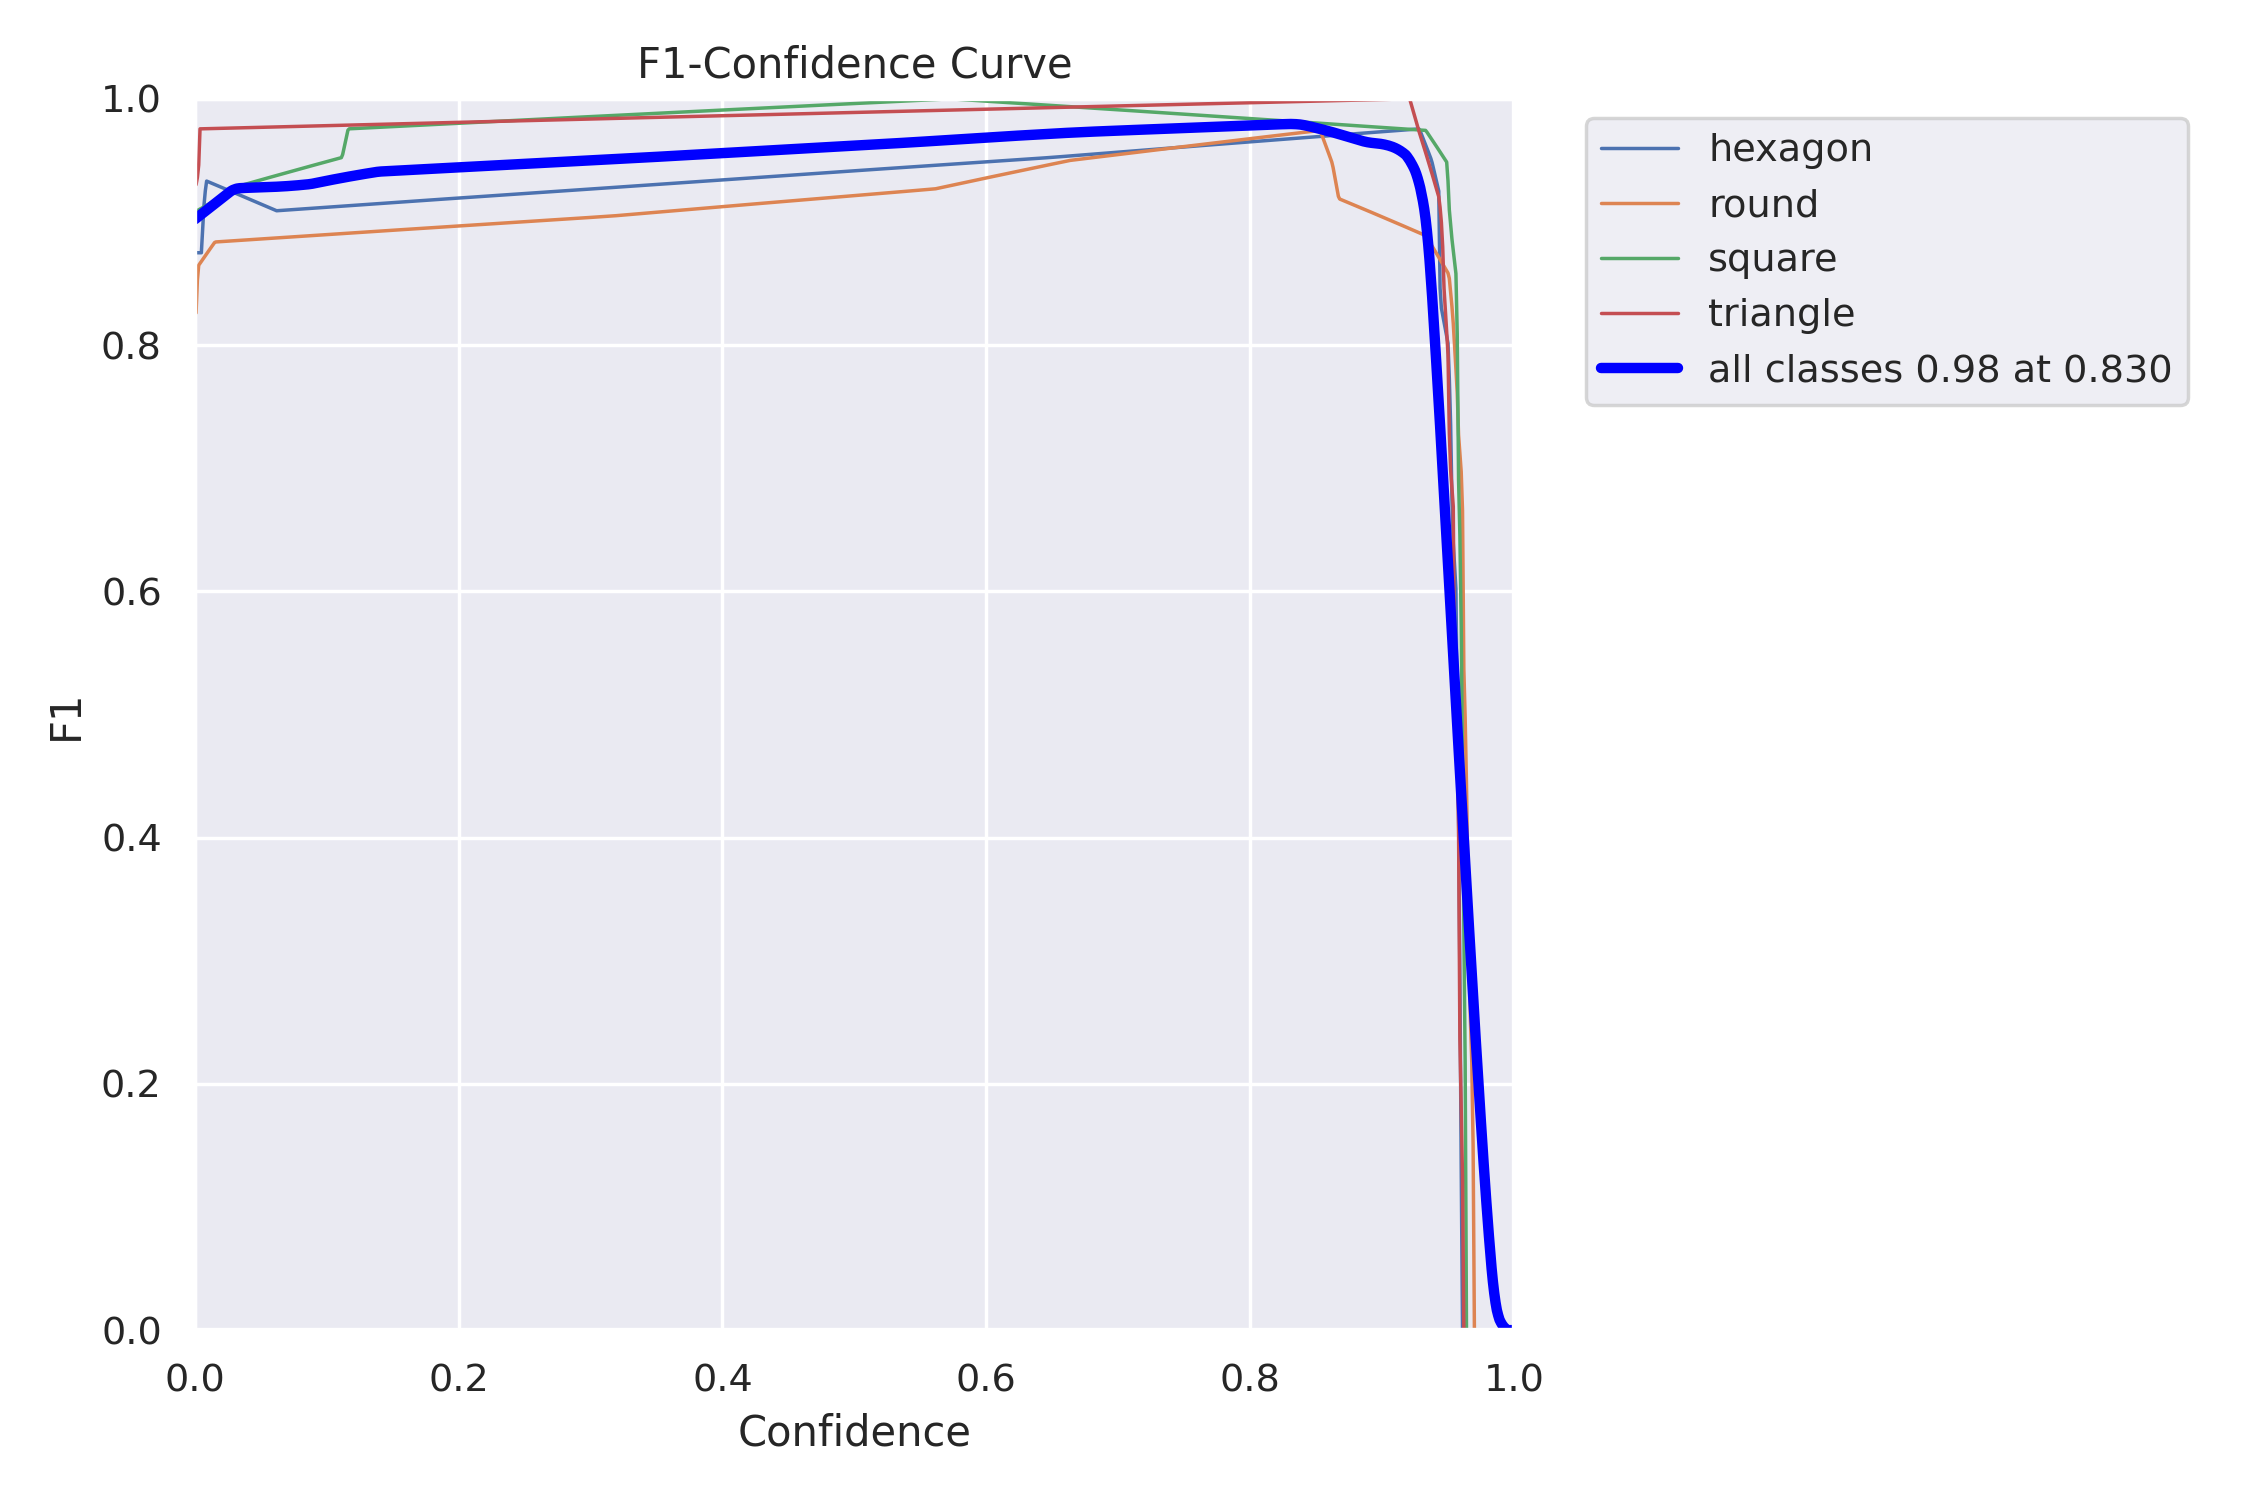 F1-Confidence Curve
1.0
0.8
0.6
0.4
0.2
0.0
F1
0.0 0.2 0.4 0.6 0.8 1.0
Confidence
hexagon
round
square
triangle
all classes 0.98 at 0.830